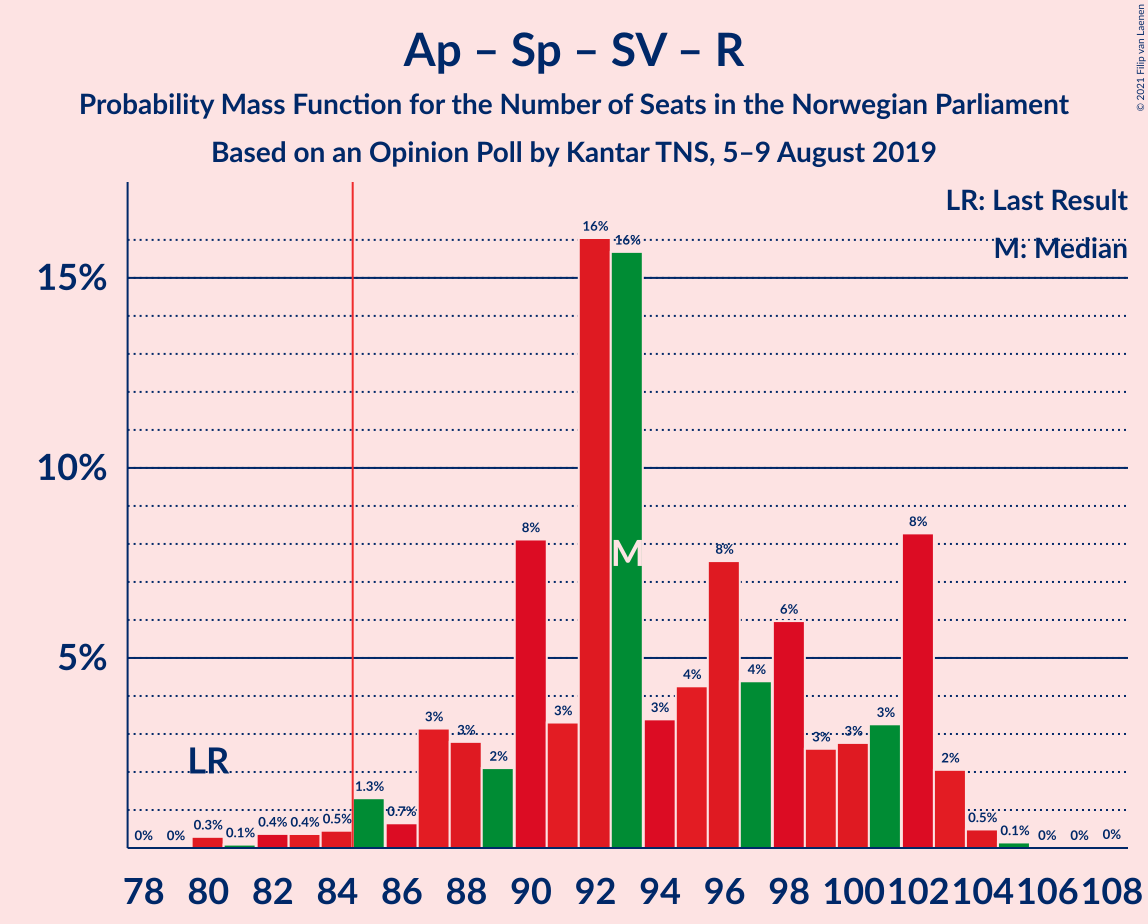 Ap – Sp – SV – R
Probability Mass Function for the Number of Seats in the Norwegian Parliament
Based on an Opinion Poll by Kantar TNS, 5–9 August 2019
© 2021 Filip van Laenen
LR: Last Result
M: Median
15%
10%
5%
0% 0% 0.3% 0.1% 0.4% 0.4% 0.5% 1.3% 0.7% 3% 3% 2% 8% 3% 16% 16% 3% 4% 8% 4% 6% 3% 3% 3% 8% 2% 0.5% 0.1% 0% 0% 0%
LR
M
78 80 82 84 86 88 90 92 94 96 98 100 102 104 106 108